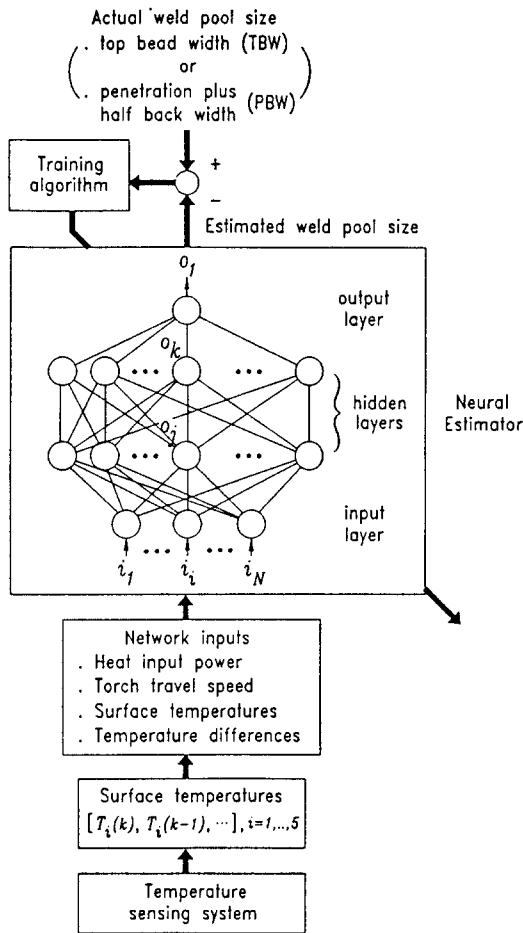 Actual weld pool size
. top bead width (TBW)
or
. penetration plus
half back width (PBW)
+
Training
algorithm
−
Estimated weld pool size
o1
output
layer
ok
... ...
hidden
layers
Neural
Estimator
oj
... ...
input
layer
... ...
i1 ii iN
Network inputs
. Heat input power
. Torch travel speed
. Surface temperatures
. Temperature differences
Surface temperatures
[Ti(k), Ti(k-1), ...], i=1,..,5
Temperature
sensing system